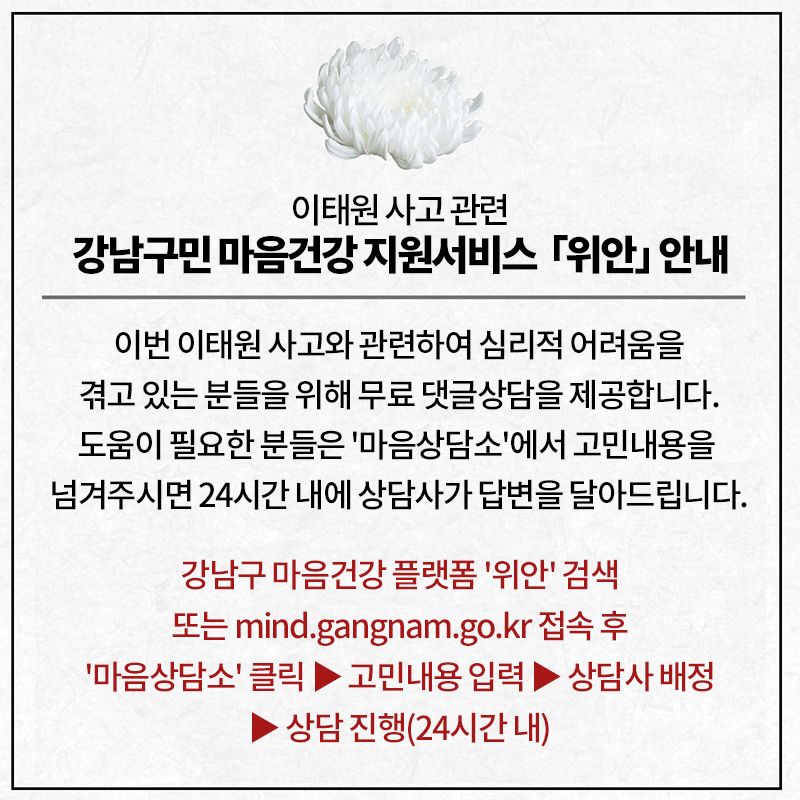 이태원 사고 관련
강남구민 마음건강 지원서비스 「위안」 안내
이번 이태원 사고와 관련하여 심리적 어려움을
겪고 있는 분들을 위해 무료 댓글상담을 제공합니다.
도움이 필요한 분들은 '마음상담소'에서 고민내용을
넘겨주시면 24시간 내에 상담사가 답변을 달아드립니다.
강남구 마음건강 플랫폼 '위안' 검색
또는 mind.gangnam.go.kr 접속 후
'마음상담소' 클릭 ▶ 고민내용 입력 ▶ 상담사 배정
▶ 상담 진행(24시간 내)